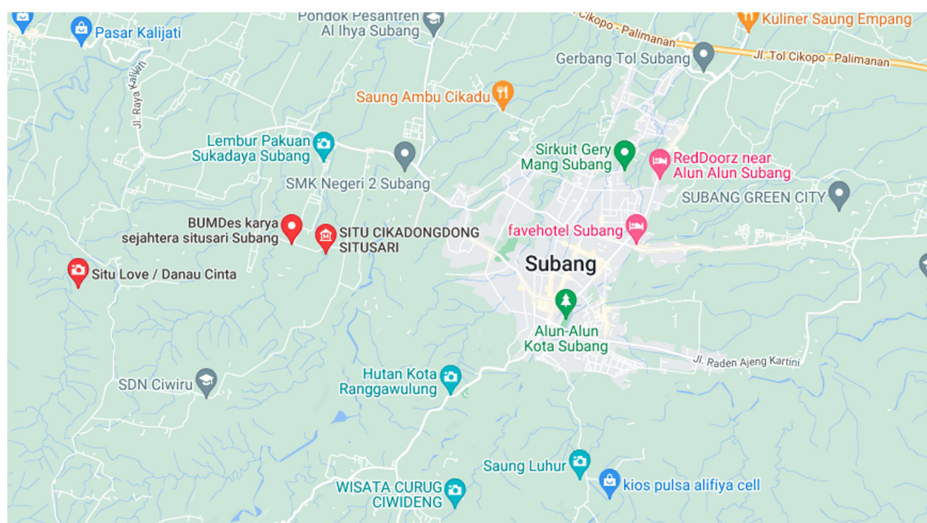 Pondok Pesantren
Al Ihya Subang
Kuliner Saung Empang
Pasar Kalijati
Jl. Tol Cikopo - Palimanan
Gerbang Tol Subang
Jl. Tol Cikopo - Palimanan
Jl. Raya Kalijati
Saung Ambu Cikadu
Lembur Pakuan
Sukadaya Subang
Sirkuit Gery
Mang Subang
RedDoorz near
Alun Alun Subang
SMK Negeri 2 Subang
SUBANG GREEN CITY
BUMDes karya
sejahtera situsari Subang
SITU CIKADONGDONG
SITUSARI
favehotel Subang
Situ Love / Danau Cinta
Subang
Alun-Alun
Kota Subang
Jl. Raden Ajeng Kartini
SDN Ciwiru
Hutan Kota
Ranggawulung
Saung Luhur
WISATA CURUG
CIWIDENG
kios pulsa alifiya cell